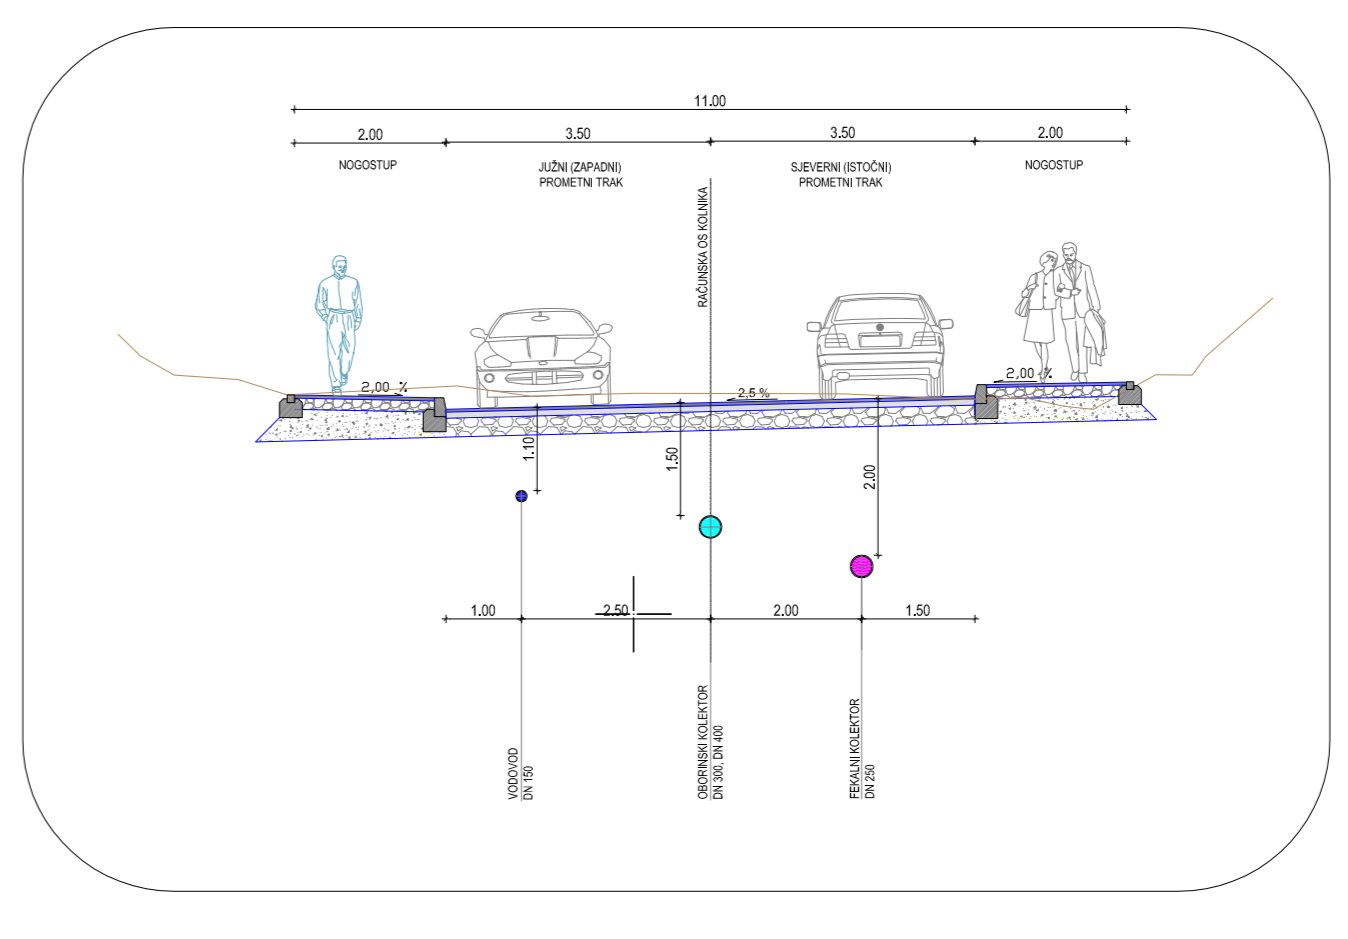 11.00
2.00
3.50
3.50
2.00
NOGOSTUP
JUŽNI (ZAPADNI)
PROMETNI TRAK
SJEVERNI (ISTOČNI)
PROMETNI TRAK
NOGOSTUP
RAČUNSKA OS KOLNIKA
2,00 %
2,5 %
2,00 %
1.10
1.50
2.00
1.00
2.50
2.00
1.50
VODOVOD
DN 150
OBORINSKI KOLEKTOR
DN 300, DN 400
FEKALNI KOLEKTOR
DN 250